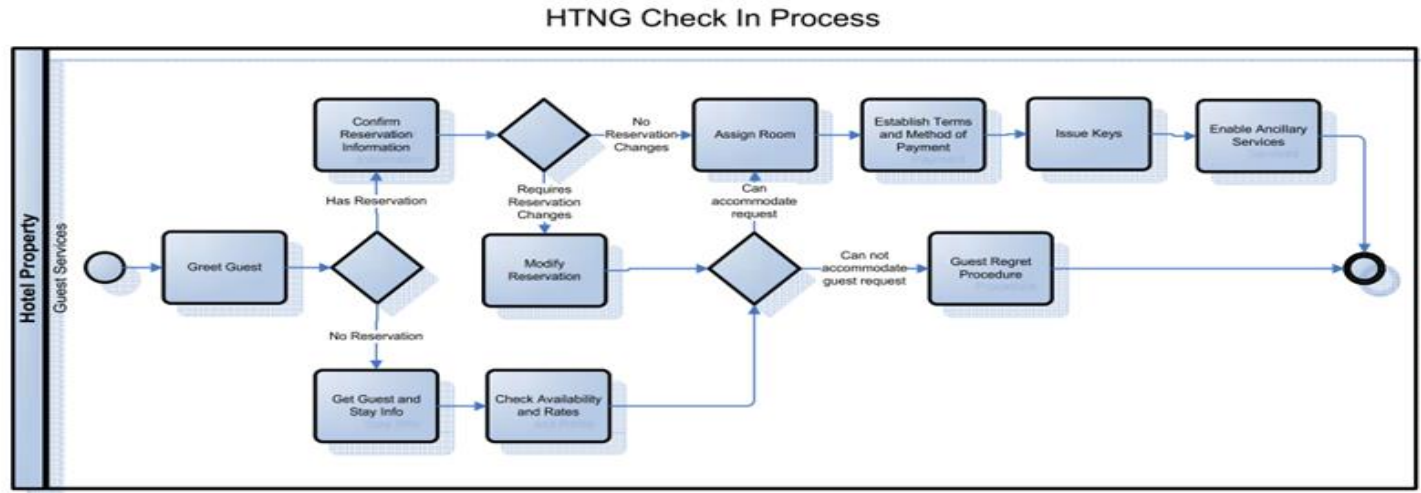 HTNG Check In Process
Hotel Property
Guest Services
Confirm
Reservation
Information
No
Reservation
Changes
Assign Room
Establish Terms
and Method of
Payment
Issue Keys
Enable Ancillary
Services
Has Reservation
Requires
Reservation
Changes
Can
accommodate
request
Greet Guest
Modify
Reservation
Can not
accommodate
guest request
Guest Regret
Procedure
No Reservation
Get Guest and
Stay Info
Check Availability
and Rates